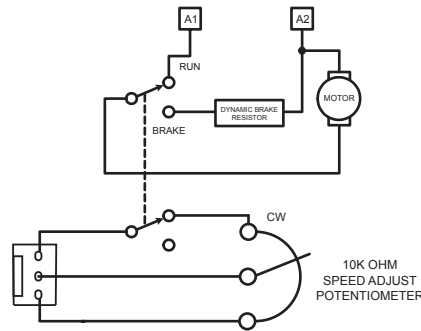 A1
A2
RUN
MOTOR
DYNAMIC BRAKE
RESISTOR
BRAKE
CW
10K OHM
SPEED ADJUST
POTENTIOMETER